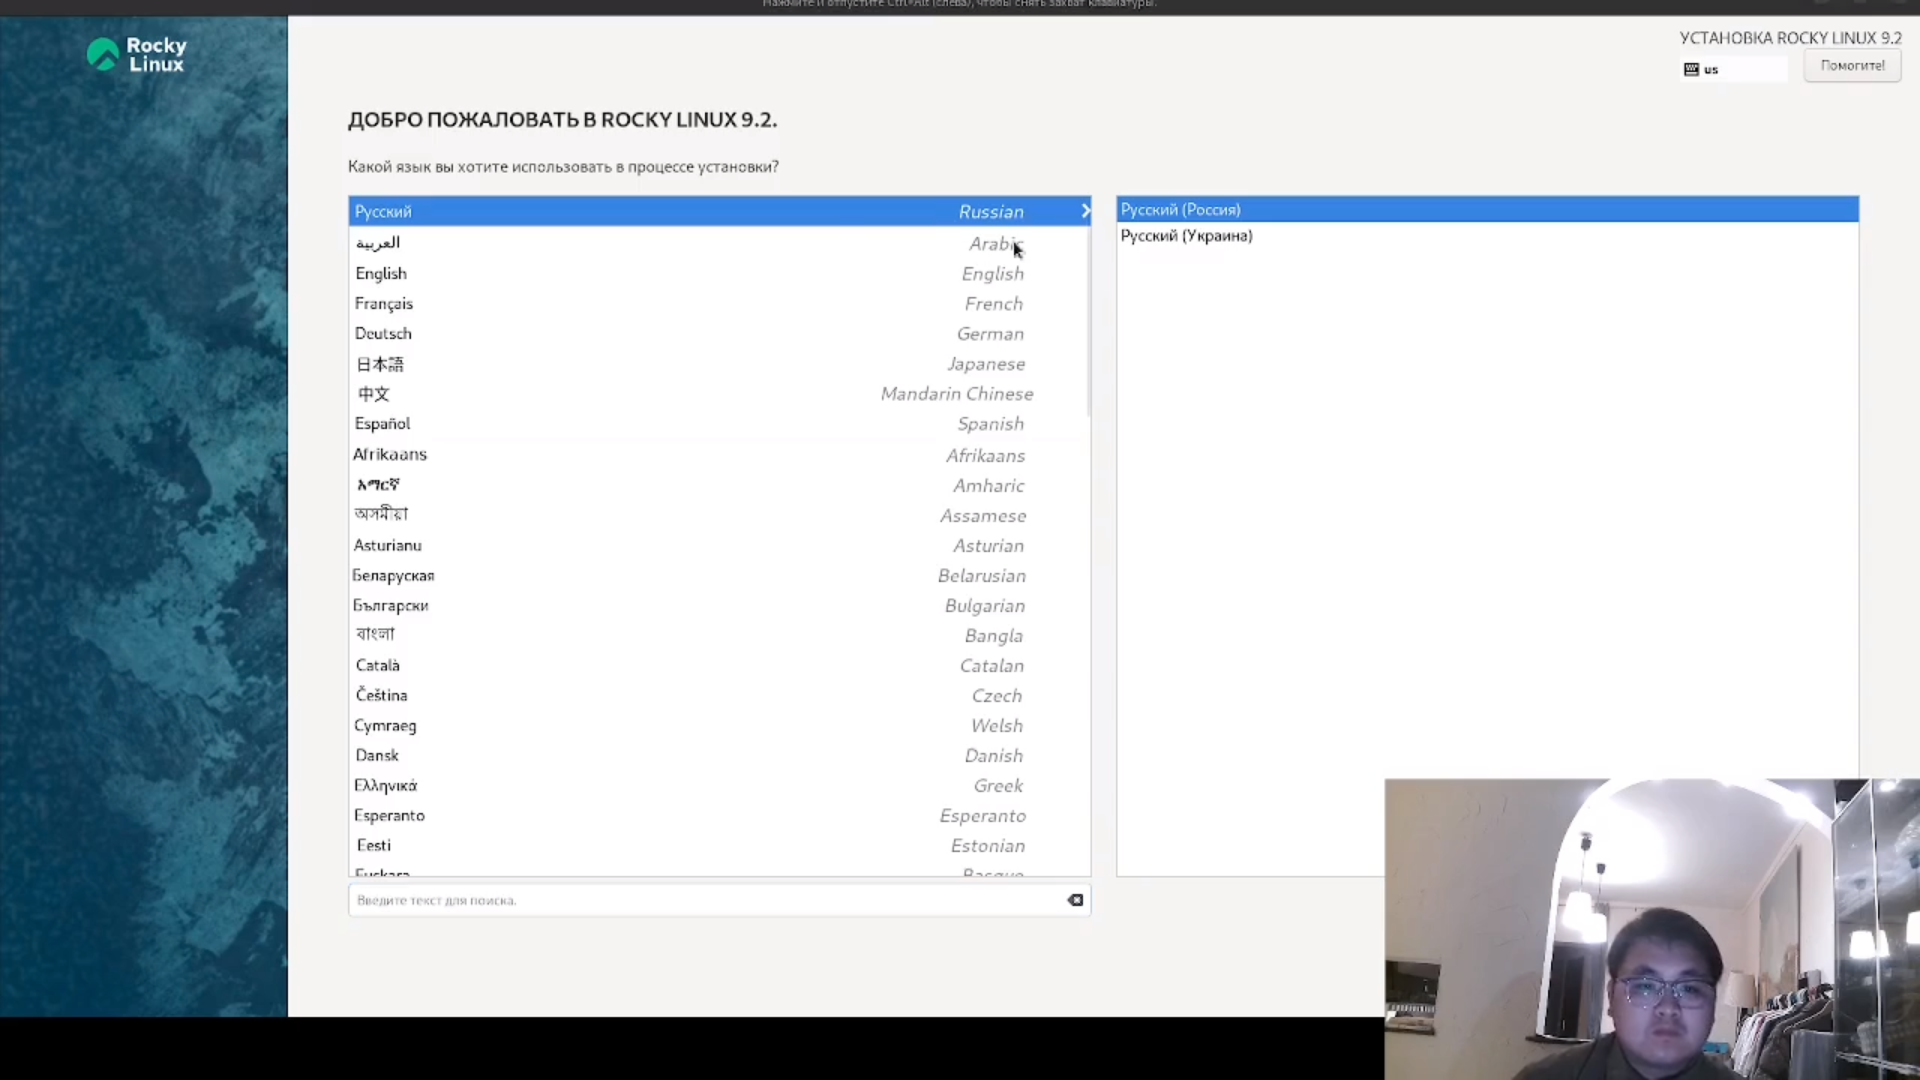 Нажмите и отпустите Ctrl+Alt (слева), чтобы снять захват клавиатуры.
Rocky
Linux
УСТАНОВКА ROCKY LINUX 9.2
us
Помогите!
ДОБРО ПОЖАЛОВАТЬ В ROCKY LINUX 9.2.
Какой язык вы хотите использовать в процессе установки?
Русский Russian
العربية Arabic
English English
Français French
Deutsch German
日本語 Japanese
中文 Mandarin Chinese
Español Spanish
Afrikaans Afrikaans
አማርኛ Amharic
অসমীয়া Assamese
Asturianu Asturian
Беларуская Belarusian
Български Bulgarian
বাংলা Bangla
Català Catalan
Čeština Czech
Cymraeg Welsh
Dansk Danish
Ελληνικά Greek
Esperanto Esperanto
Eesti Estonian
Euskara Basque
Введите текст для поиска.
Русский (Россия)
Русский (Украина)